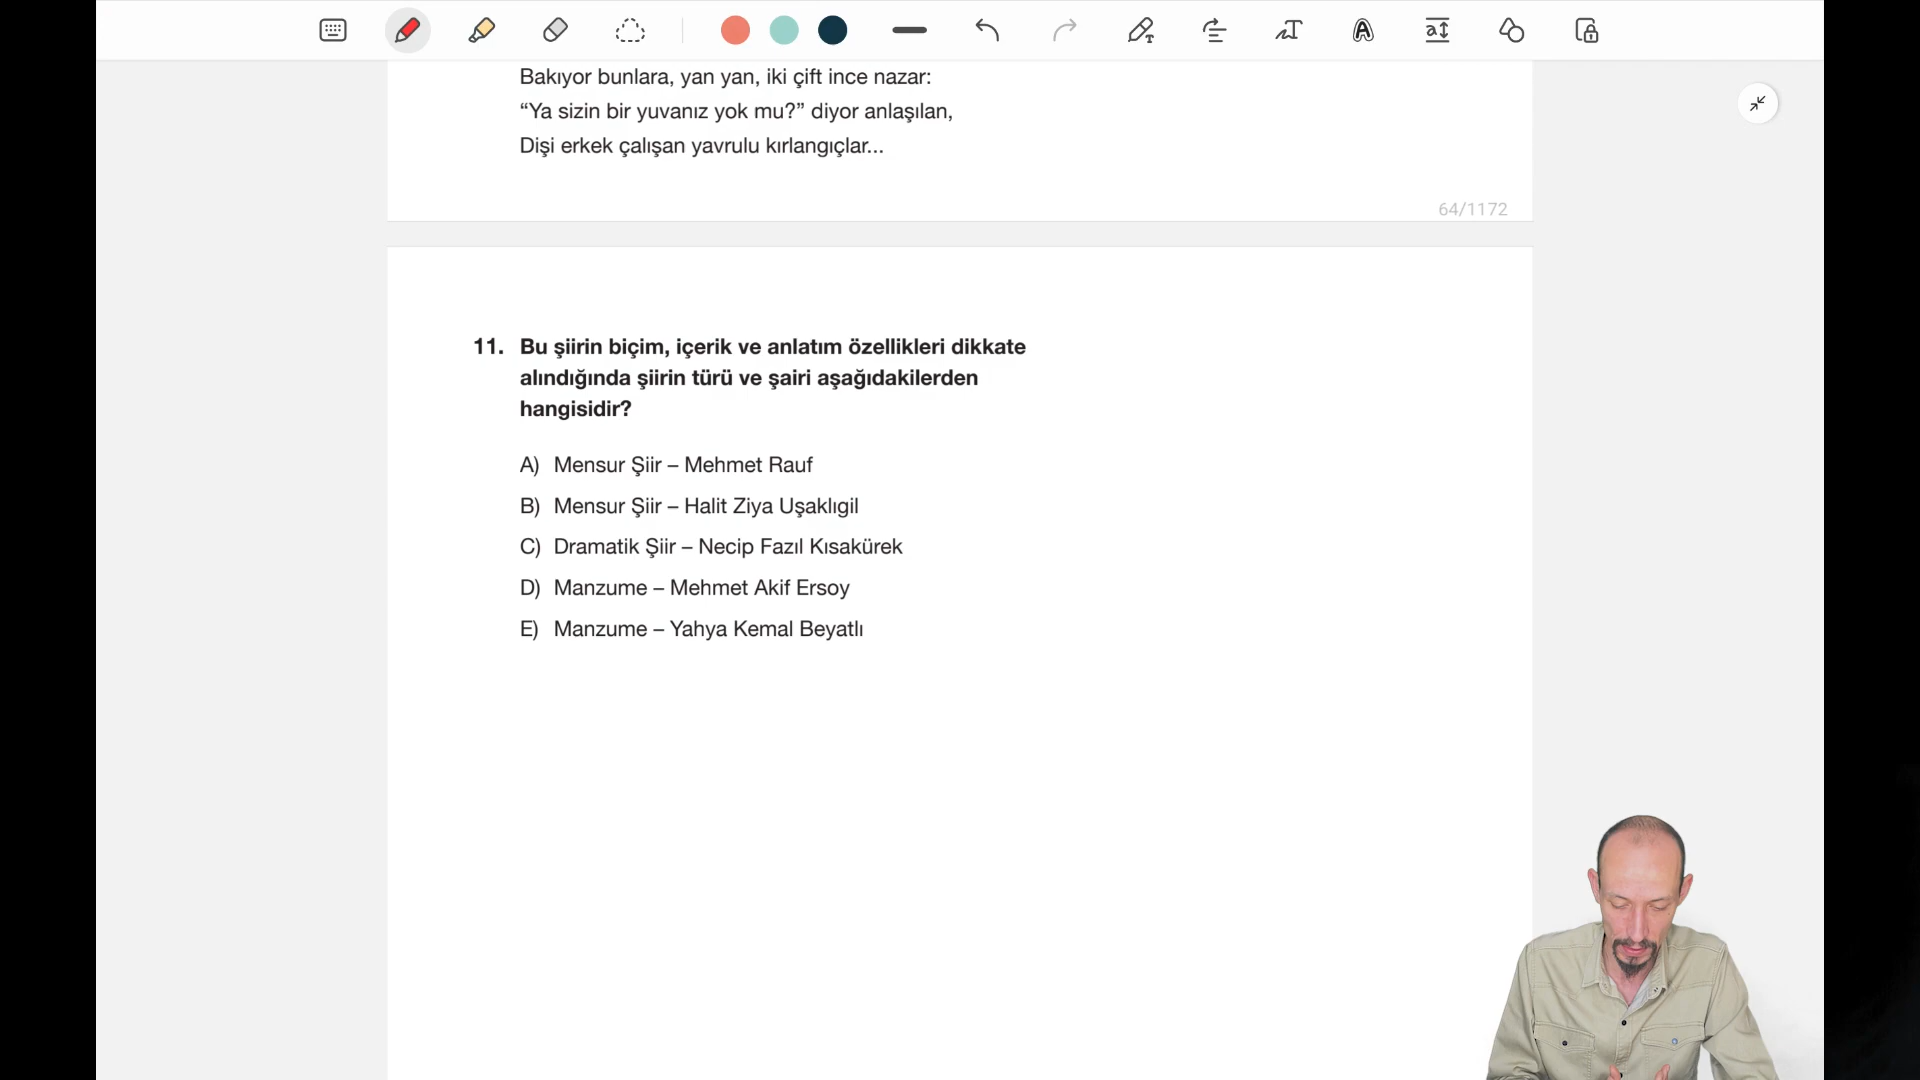 Bakıyor bunlara, yan yan, iki çift ince nazar:
“Ya sizin bir yuvanız yok mu?” diyor anlaşılan,
Dişi erkek çalışan yavrulu kırlangıçlar...
64/1172
11. Bu şiirin biçim, içerik ve anlatım özellikleri dikkate
alındığında şiirin türü ve şairi aşağıdakilerden
hangisidir?
A) Mensur Şiir – Mehmet Rauf
B) Mensur Şiir – Halit Ziya Uşaklıgil
C) Dramatik Şiir – Necip Fazıl Kısakürek
D) Manzume – Mehmet Akif Ersoy
E) Manzume – Yahya Kemal Beyatlı